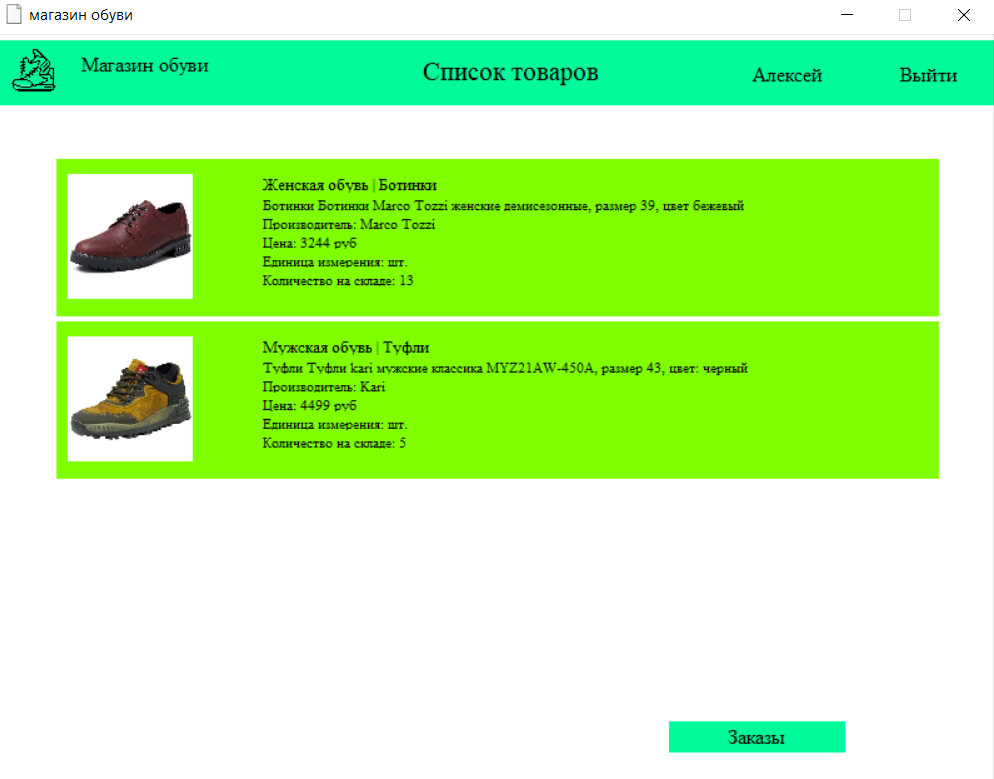 магазин обуви
Магазин обуви
Список товаров
Алексей
Выйти
Женская обувь | Ботинки
Ботинки Ботинки Marco Tozzi женские демисезонные, размер 39, цвет бежевый
Производитель: Marco Tozzi
Цена: 3244 руб
Единица измерения: шт.
Количество на складе: 13
Мужская обувь | Туфли
Туфли Туфли kari мужские классика MYZ21AW-450A, размер 43, цвет: черный
Производитель: Kari
Цена: 4499 руб
Единица измерения: шт.
Количество на складе: 5
Заказы